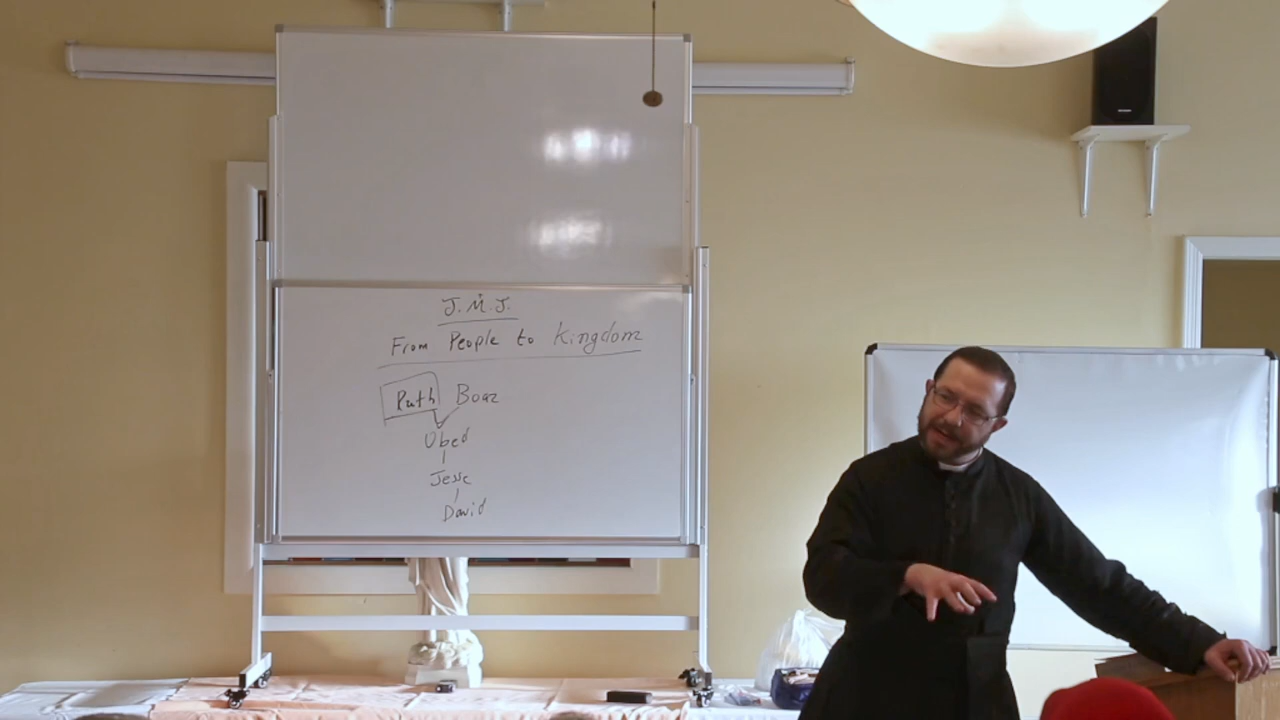 J.M.J.
From People to Kingdom
Ruth Boaz
Obed
Jesse
David